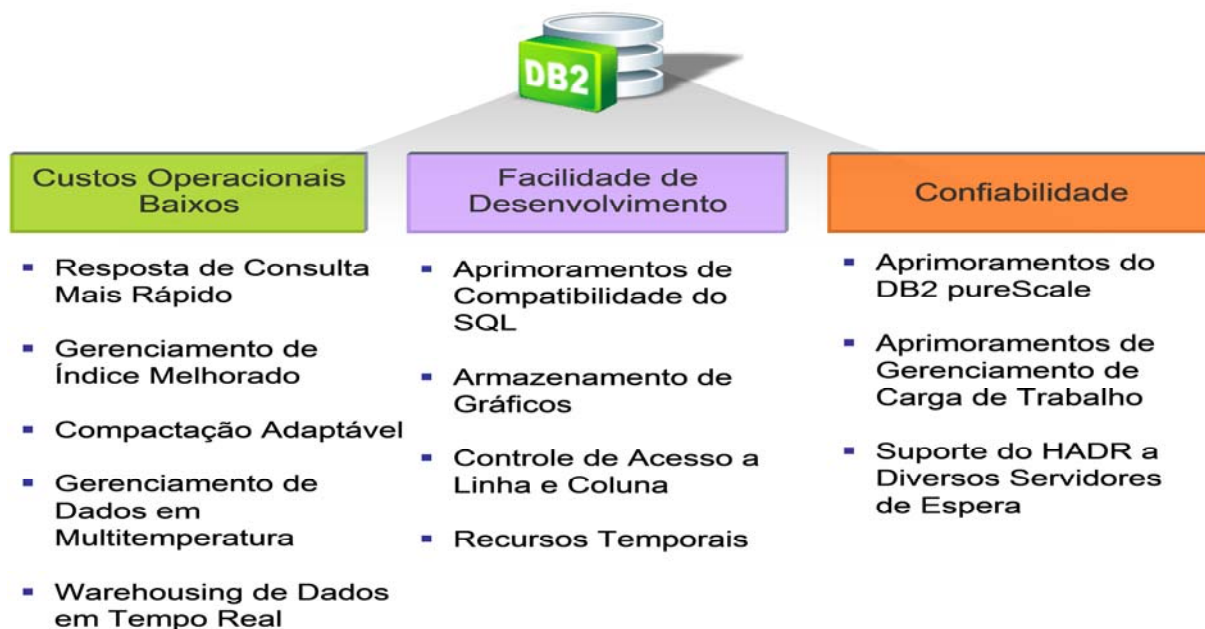 DB2
Custos Operacionais
Baixos
Resposta de Consulta
Mais Rápido
Gerenciamento de
Índice Melhorado
Compactação Adaptável
Gerenciamento de
Dados em
Multitemperatura
Warehousing de Dados
em Tempo Real
Facilidade de
Desenvolvimento
Aprimoramentos de
Compatibilidade do
SQL
Armazenamento de
Gráficos
Controle de Acesso a
Linha e Coluna
Recursos Temporais
Confiabilidade
Aprimoramentos do
DB2 pureScale
Aprimoramentos de
Gerenciamento de
Carga de Trabalho
Suporte do HADR a
Diversos Servidores
de Espera